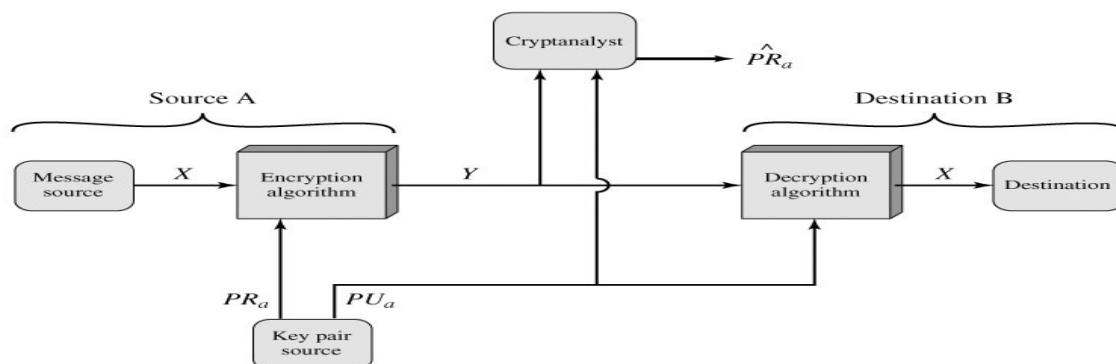 Cryptanalyst
P̂R_a
Source A
Destination B
Message
source
X
Encryption
algorithm
Y
Decryption
algorithm
X
Destination
PR_a
PU_a
Key pair
source